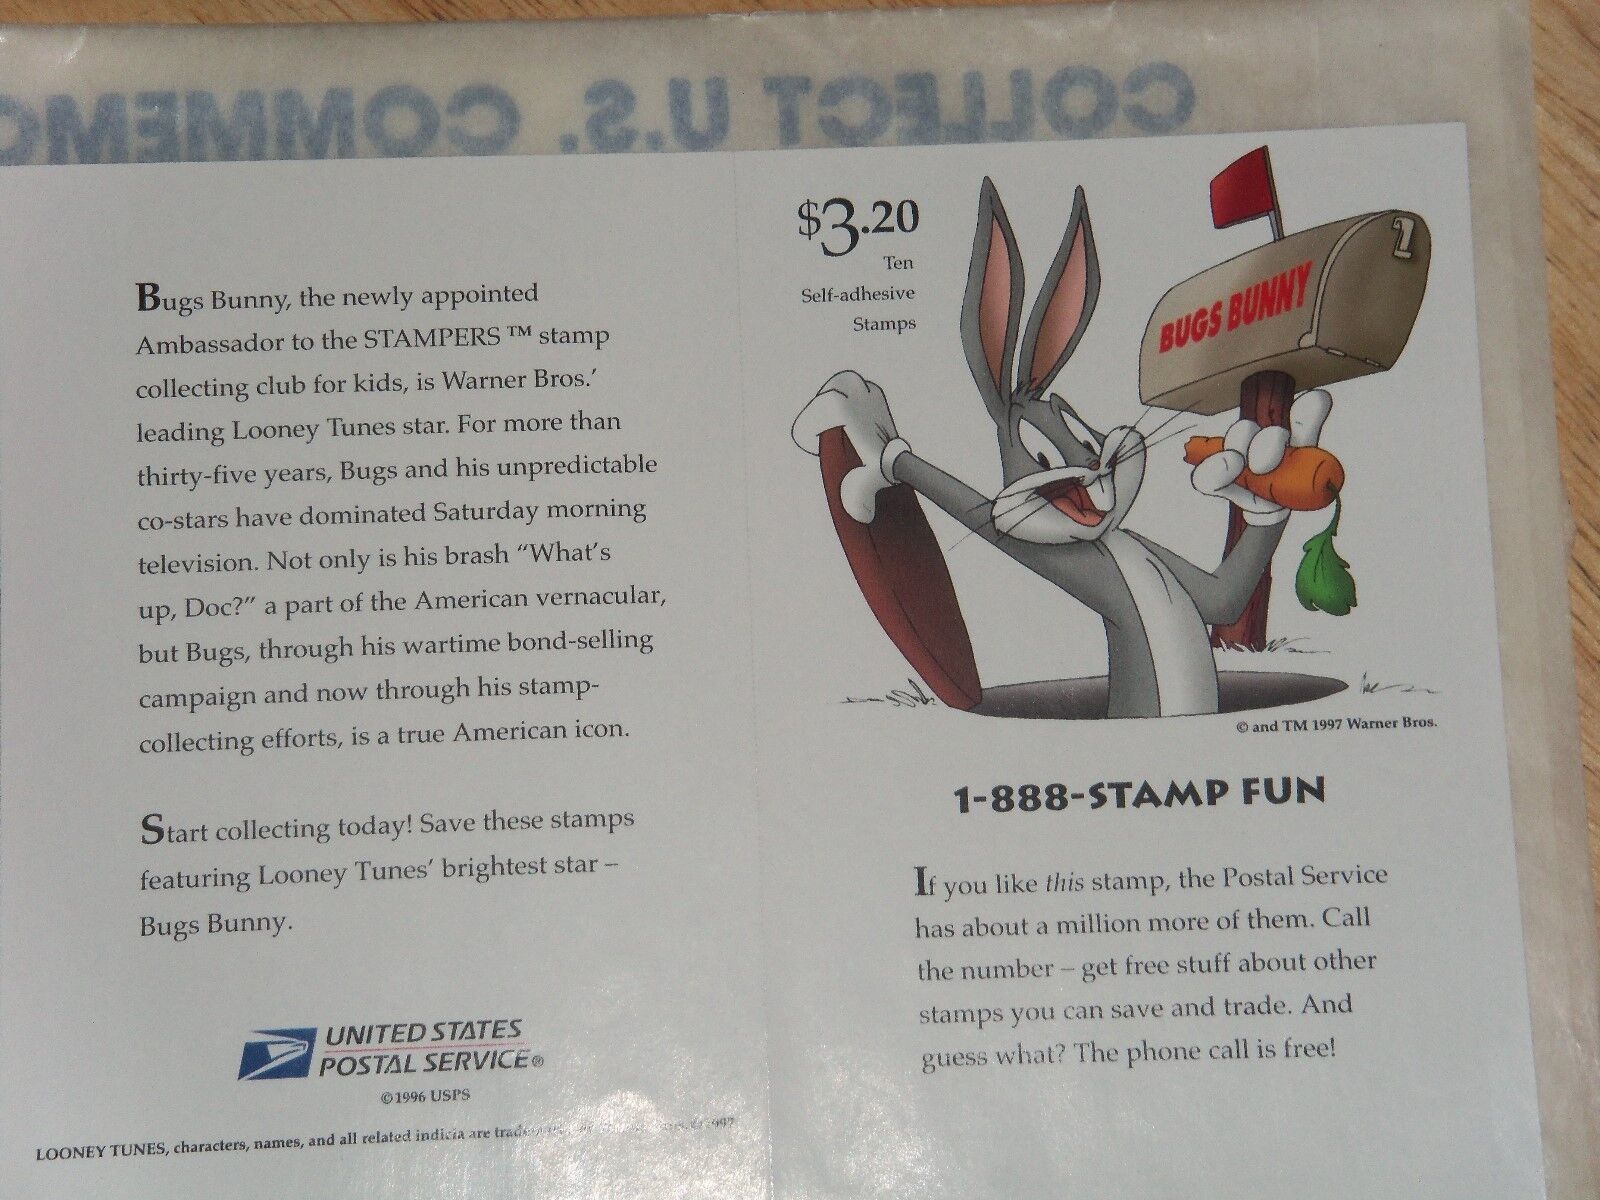 COLLECT U.S. COMMEMO
Bugs Bunny, the newly appointed
Ambassador to the STAMPERS ™ stamp
collecting club for kids, is Warner Bros.’
leading Looney Tunes star. For more than
thirty-five years, Bugs and his unpredictable
co-stars have dominated Saturday morning
television. Not only is his brash “What’s
up, Doc?” a part of the American vernacular,
but Bugs, through his wartime bond-selling
campaign and now through his stamp-
collecting efforts, is a true American icon.
Start collecting today! Save these stamps
featuring Looney Tunes’ brightest star –
Bugs Bunny.
UNITED STATES
POSTAL SERVICE®
©1996 USPS
LOONEY TUNES, characters, names, and all related indicia are
$3.20
Ten
Self-adhesive
Stamps
BUGS BUNNY
1
© and TM 1997 Warner Bros.
1-888-STAMP FUN
If you like this stamp, the Postal Service
has about a million more of them. Call
the number – get free stuff about other
stamps you can save and trade. And
guess what? The phone call is free!